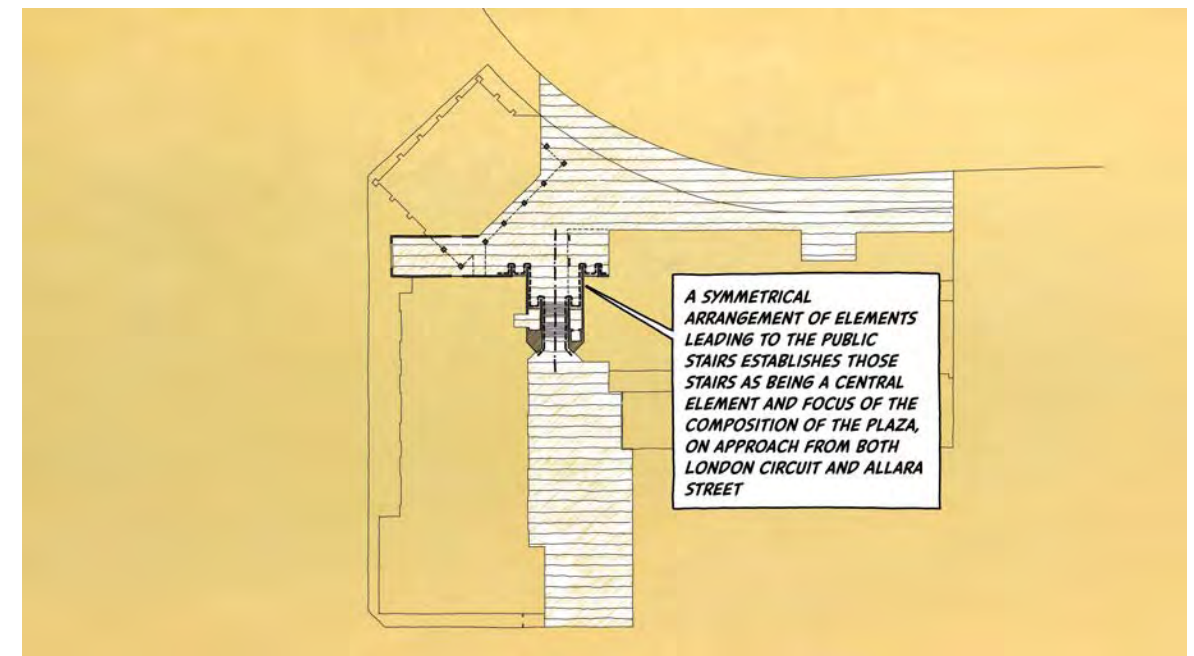 A SYMMETRICAL
ARRANGEMENT OF ELEMENTS
LEADING TO THE PUBLIC
STAIRS ESTABLISHES THOSE
STAIRS AS BEING A CENTRAL
ELEMENT AND FOCUS OF THE
COMPOSITION OF THE PLAZA,
ON APPROACH FROM BOTH
LONDON CIRCUIT AND ALLARA
STREET